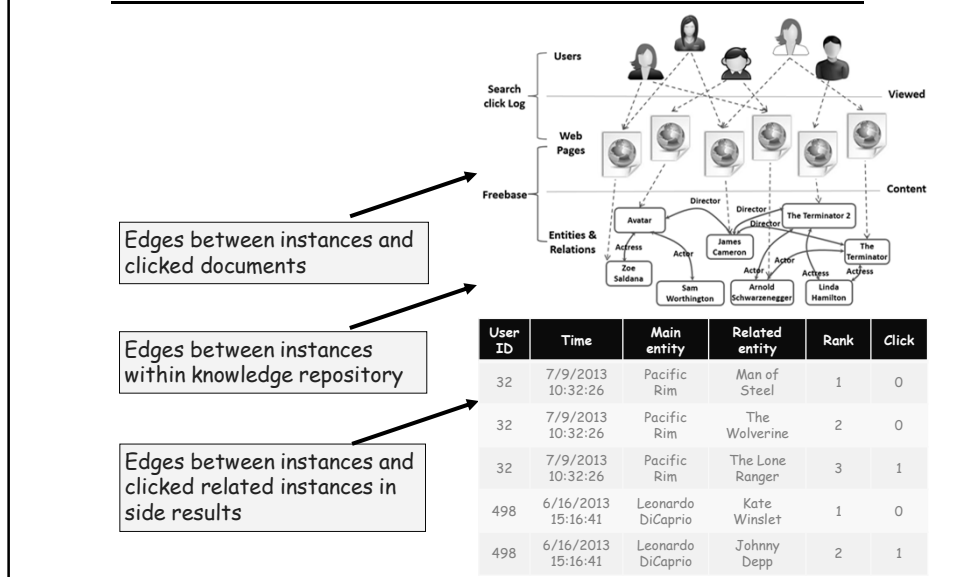 Users
Search
click Log
Viewed
Web
Pages
Freebase
Content
Entities &
Relations
Director
Director
Director
Avatar
The Terminator 2
James
Cameron
The
Terminator
Actress
Actor
Actor
Actor
Actress
Actress
Zoe
Saldana
Sam
Worthington
Arnold
Schwarzenegger
Linda
Hamilton
Edges between instances and
clicked documents
Edges between instances
within knowledge repository
Edges between instances and
clicked related instances in
side results
User ID Time Main entity Related entity Rank Click
32 7/9/2013 10:32:26 Pacific Rim Man of Steel 1 0
32 7/9/2013 10:32:26 Pacific Rim The Wolverine 2 0
32 7/9/2013 10:32:26 Pacific Rim The Lone Ranger 3 1
498 6/16/2013 15:16:41 Leonardo DiCaprio Kate Winslet 1 0
498 6/16/2013 15:16:41 Leonardo DiCaprio Johnny Depp 2 1